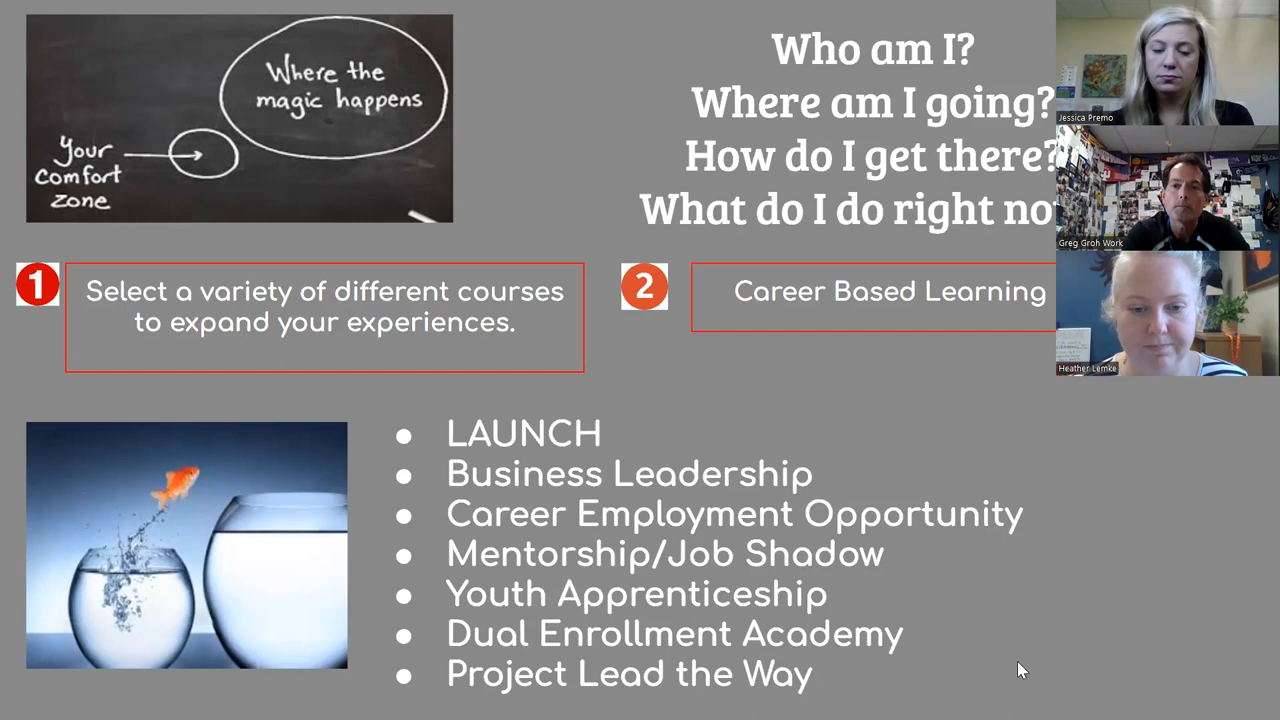 Where the
magic happens
Your
comfort
zone
Who am I?
Where am I going?
How do I get there?
What do I do right
1
Select a variety of different courses
to expand your experiences.
2
Career Based Learning
Jessica Premo
Greg Groh Work
Heather Lemke
LAUNCH
Business Leadership
Career Employment Opportunity
Mentorship/Job Shadow
Youth Apprenticeship
Dual Enrollment Academy
Project Lead the Way